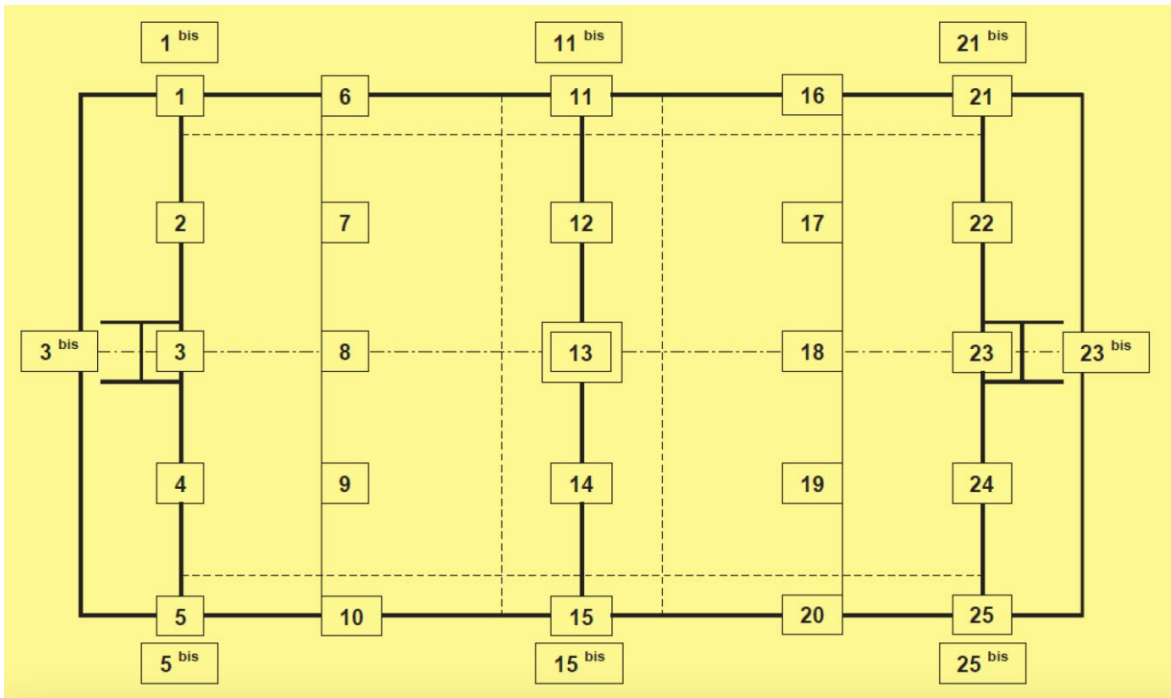 1 bis 11 bis 21 bis
1 6 11 16 21
2 7 12 17 22
3 bis 3 8 13 18 23 23 bis
4 9 14 19 24
5 10 15 20 25
5 bis 15 bis 25 bis